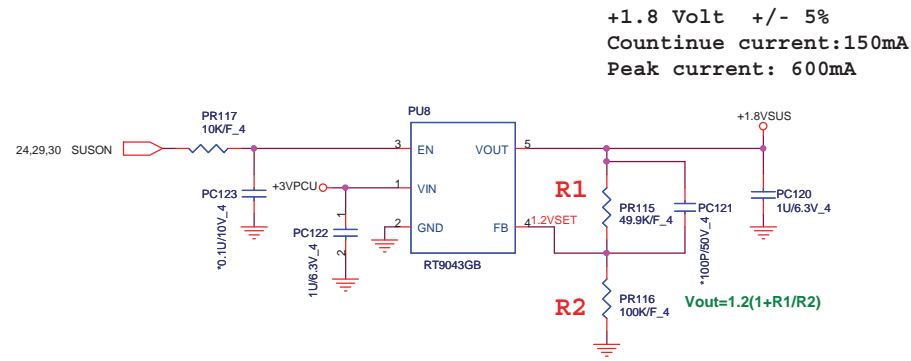 +1.8 Volt +/- 5%
Countinue current:150mA
Peak current: 600mA
+1.8VSUS
PR117
10K/F_4
PU8
24,29,30 SUSON
3
EN
VOUT
5
PC123
*0.1U/10V_4
+3VPCU
1
VIN
R1
PR115
49.9K/F_4
PC121
*100P/50V_4
PC120
1U/6.3V_4
1
2
PC122
1U/6.3V_4
2
GND
FB
4
1.2VSET
RT9043GB
R2
PR116
100K/F_4
Vout=1.2(1+R1/R2)